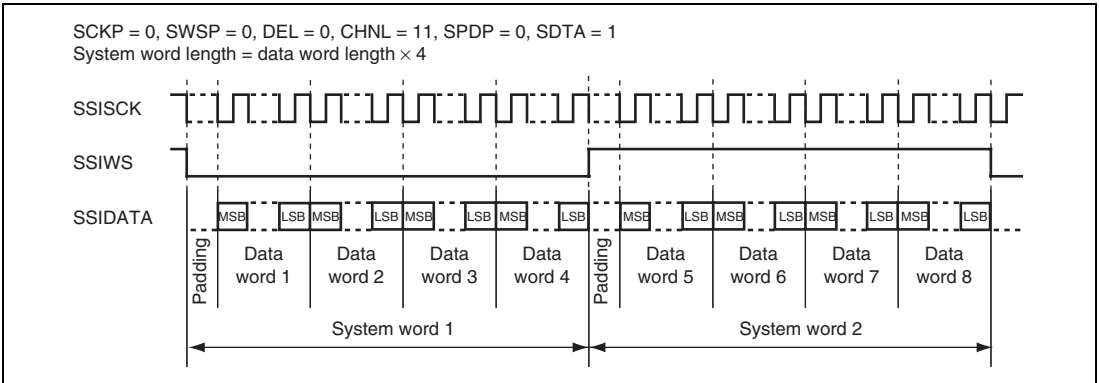 SCKP = 0, SWSP = 0, DEL = 0, CHNL = 11, SPDP = 0, SDTA = 1
System word length = data word length × 4
SSISCK
SSIWS
SSIDATA
MSB LSB MSB LSB MSB LSB MSB LSB MSB LSB MSB LSB MSB LSB MSB LSB
Padding
Data word 1
Data word 2
Data word 3
Data word 4
Padding
Data word 5
Data word 6
Data word 7
Data word 8
System word 1
System word 2